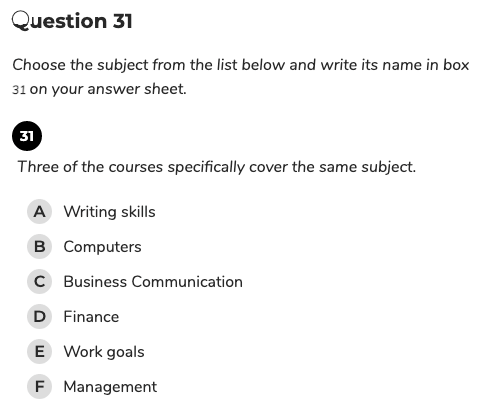 Question 31
Choose the subject from the list below and write its name in box
31 on your answer sheet.
31
Three of the courses specifically cover the same subject.
A Writing skills
B Computers
C Business Communication
D Finance
E Work goals
F Management